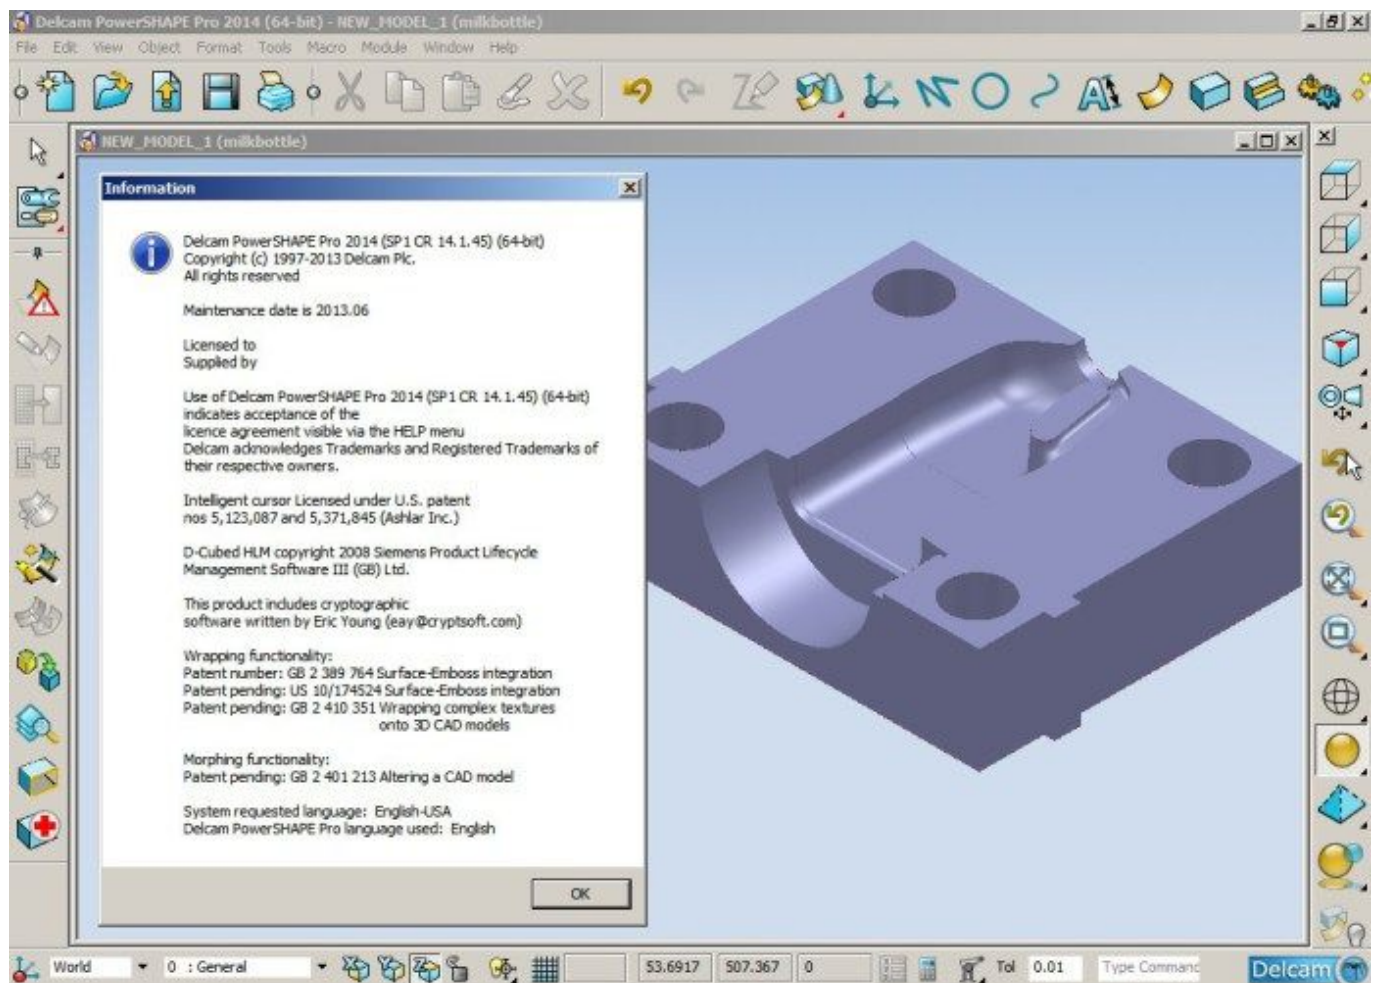 Delcam PowerSHAPE Pro 2014 (64-bit) - NEW_MODEL_1 (milkbottle)
File Edit View Object Format Tools Macro Module Window Help
NEW_MODEL_1 (milkbottle)
Information
Delcam PowerSHAPE Pro 2014 (SP1 CR 14.1.45) (64-bit)
Copyright (c) 1997-2013 Delcam Plc.
All rights reserved
Maintenance date is 2013.06
Licensed to
Supplied by
Use of Delcam PowerSHAPE Pro 2014 (SP1 CR 14.1.45) (64-bit)
indicates acceptance of the
licence agreement visible via the HELP menu
Delcam acknowledges Trademarks and Registered Trademarks of
their respective owners.
Intelligent cursor Licensed under U.S. patent
nos 5,123,087 and 5,371,845 (Ashlar Inc.)
D-Cubed HLM copyright 2008 Siemens Product Lifecycle
Management Software III (GB) Ltd.
This product includes cryptographic
software written by Eric Young (eay@cryptsoft.com)
Wrapping functionality:
Patent number: GB 2 389 764 Surface-Emboss integration
Patent pending: US 10/174524 Surface-Emboss integration
Patent pending: GB 2 410 351 Wrapping complex textures
onto 3D CAD models
Morphing functionality:
Patent pending: GB 2 401 213 Altering a CAD model
System requested language: English-USA
Delcam PowerSHAPE Pro language used: English
OK
World 0 : General 53.6917 507.367 0 Tol 0.01 Type Command Delcam